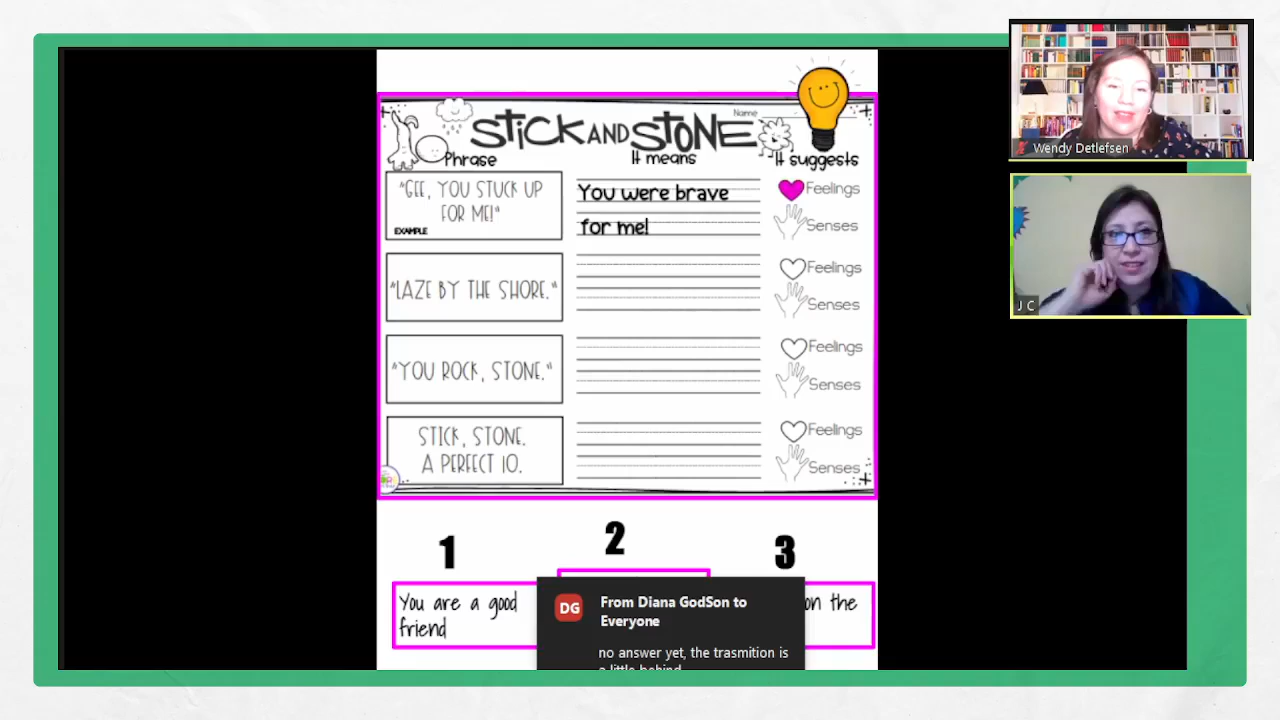 Name
STICK AND STONE
Phrase
It means
It suggests
"GEE, YOU STUCK UP
FOR ME!"
EXAMPLE
You were brave
for me!
Feelings
Senses
"LAZE BY THE SHORE."
Feelings
Senses
"YOU ROCK, STONE."
Feelings
Senses
STICK, STONE.
A PERFECT 10.
Feelings
Senses
1
2
3
You are a good
friend
on the
DG
From Diana GodSon to
Everyone
no answer yet, the trasmition is
a little behind
Wendy Detlefsen
J C